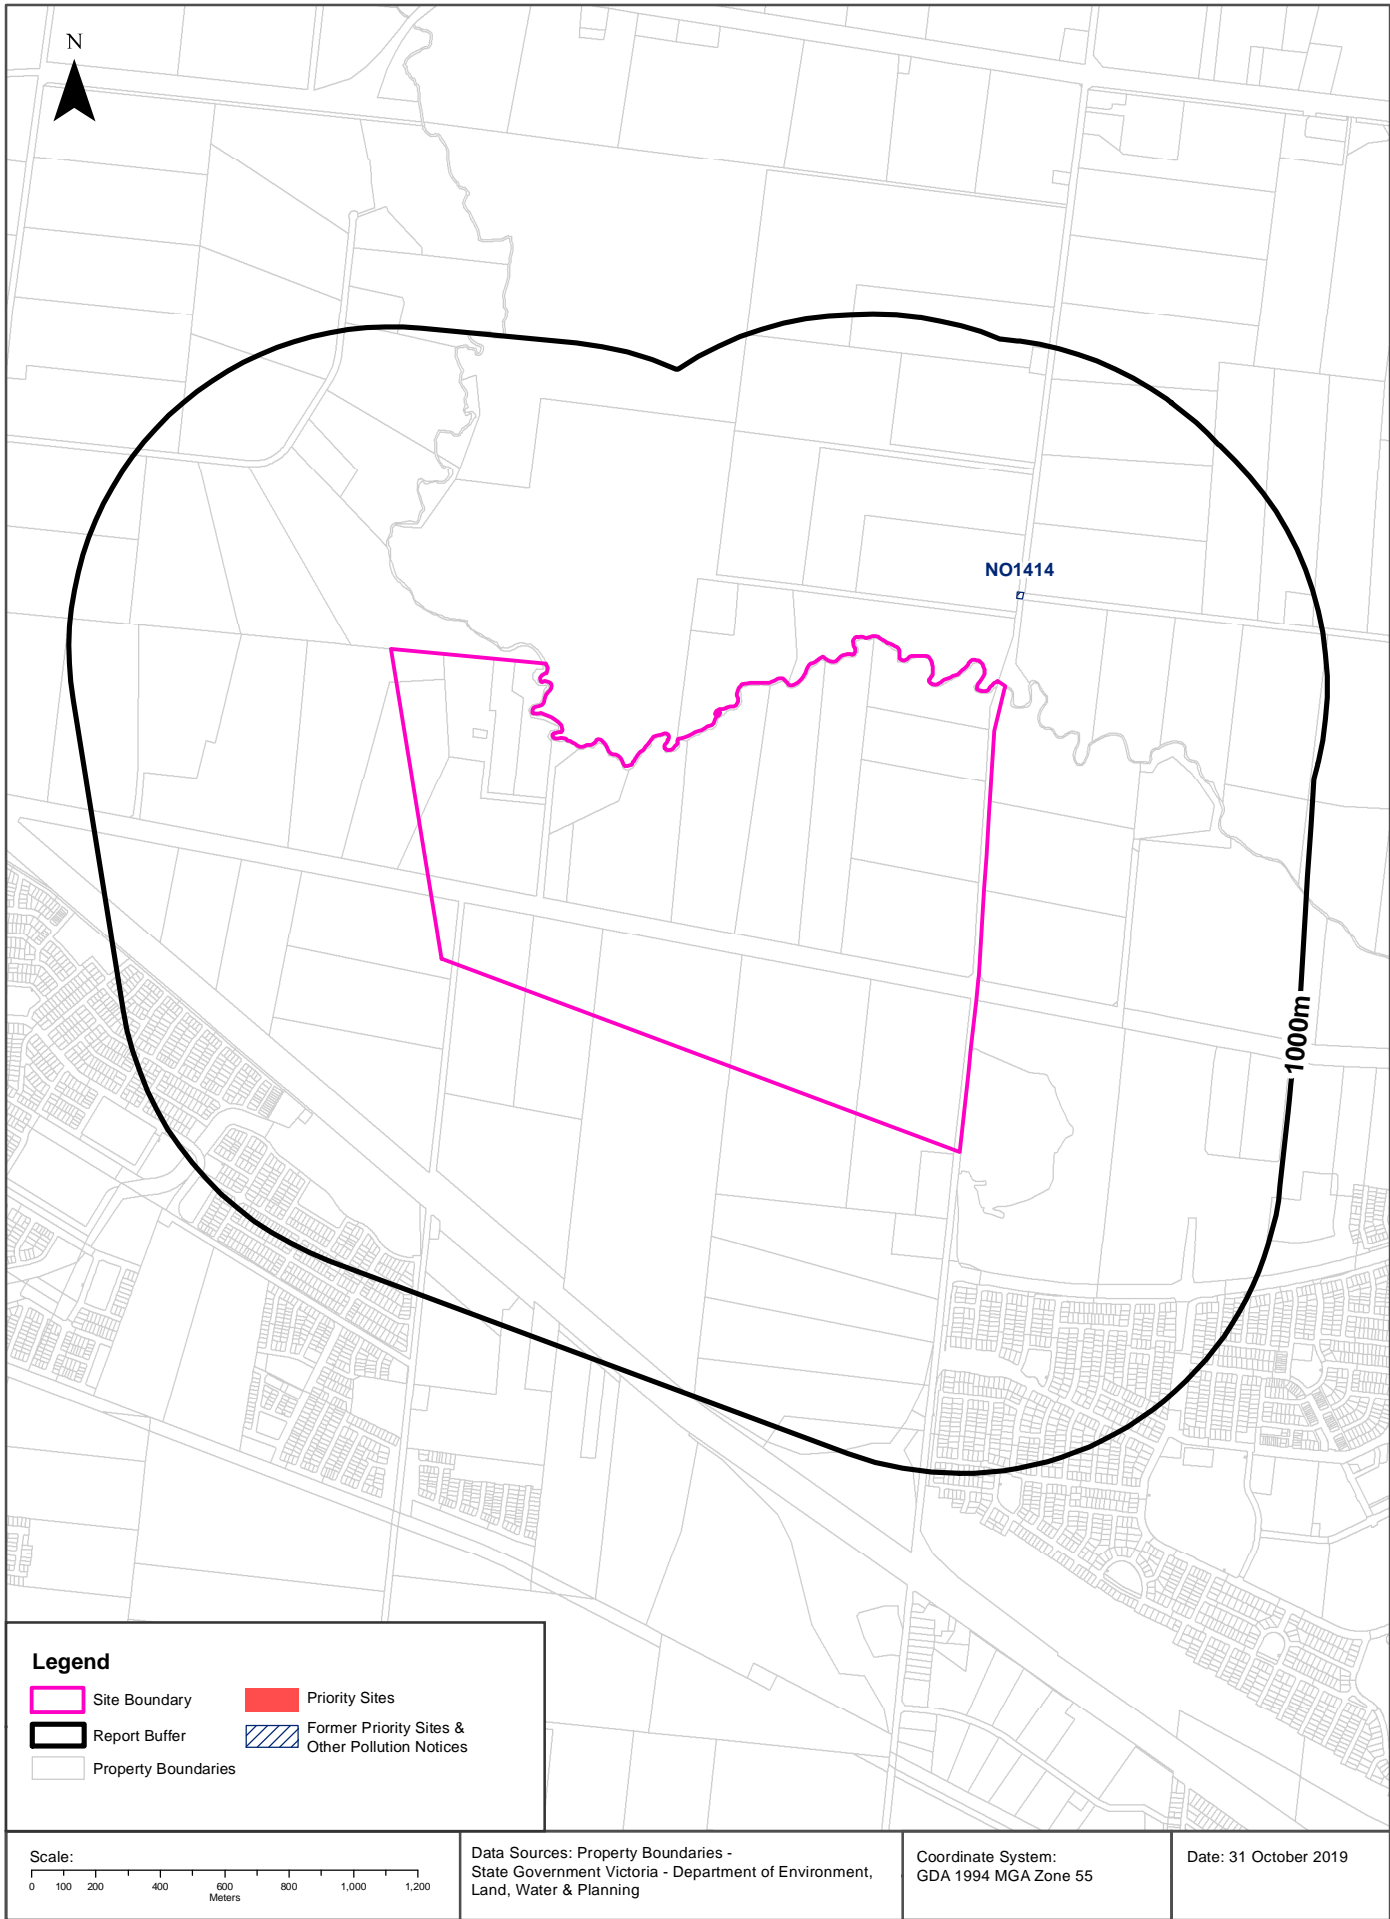 N
NO1414
1000m
Legend
Site Boundary
Report Buffer
Property Boundaries
Priority Sites
Former Priority Sites &
Other Pollution Notices
Scale:
0 100 200 400 600 800 1,000 1,200
Meters
Data Sources: Property Boundaries -
State Government Victoria - Department of Environment,
Land, Water & Planning
Coordinate System:
GDA 1994 MGA Zone 55
Date: 31 October 2019